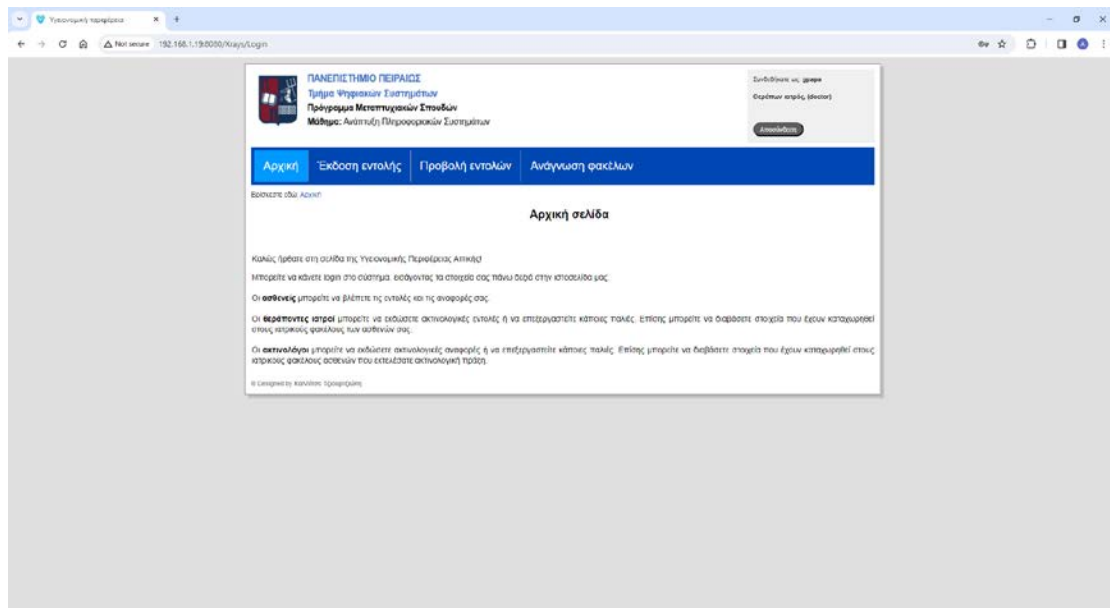 Υγειονομική περιφέρεια
Not secure 192.168.1.19:8080/Xrays/Login
ΠΑΝΕΠΙΣΤΗΜΙΟ ΠΕΙΡΑΙΩΣ
Τμήμα Ψηφιακών Συστημάτων
Πρόγραμμα Μεταπτυχιακών Σπουδών
Μάθημα: Ανάπτυξη Πληροφοριακών Συστημάτων
Συνδεθήκατε ως
Θεράπων ιατρός, (doctor)
Αποσύνδεση
Αρχική Έκδοση εντολής Προβολή εντολών Ανάγνωση φακέλων
Βρίσκεστε εδώ: Αρχική
Αρχική σελίδα
Καλώς ήρθατε στη σελίδα της Υγειονομικής Περιφέρειας Αττικής!
Μπορείτε να κάνετε login στο σύστημα, εισάγοντας τα στοιχεία σας πάνω δεξιά στην ιστοσελίδα μας.
Οι ασθενείς μπορείτε να βλέπετε τις εντολές και τις αναφορές σας.
Οι θεράποντες ιατροί μπορείτε να εκδώσετε ακτινολογικές εντολές ή να επεξεργαστείτε κάποιες παλιές. Επίσης μπορείτε να διαβάσετε στοιχεία που έχουν καταχωρηθεί
στους ιατρικούς φακέλους των ασθενών σας.
Οι ακτινολόγοι μπορείτε να εκδώσετε ακτινολογικές αναφορές ή να επεξεργαστείτε κάποιες παλιές. Επίσης μπορείτε να διαβάσετε στοιχεία που έχουν καταχωρηθεί στους
ιατρικούς φακέλους ασθενών που εκτελέσατε ακτινολογική πράξη.
© Designed by